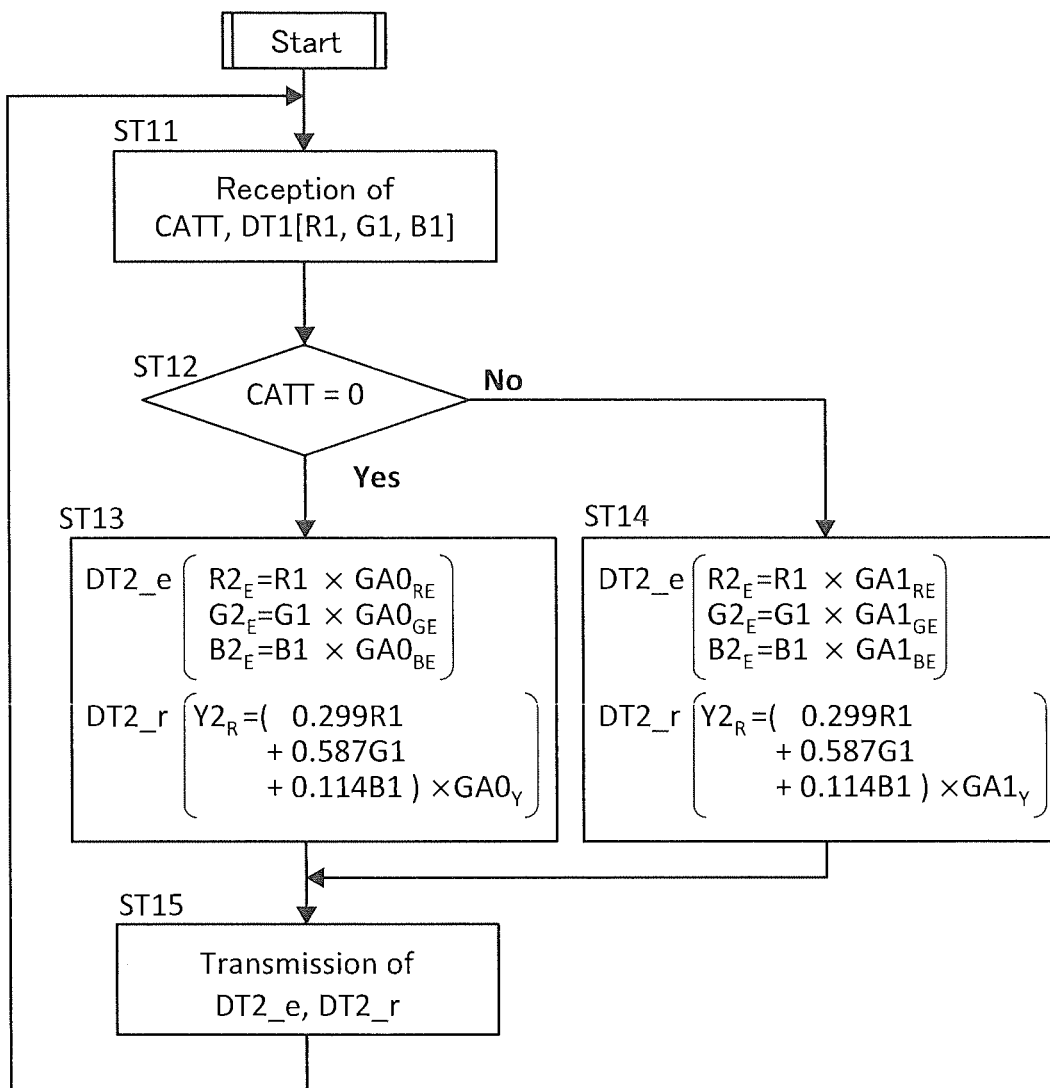 Start
ST11
Reception of
CATT, DT1[R1, G1, B1]
ST12
CATT = 0
No
Yes
ST13
DT2_e
R2E=R1 × GA0RE
G2E=G1 × GA0GE
B2E=B1 × GA0BE
DT2_r
Y2R=( 0.299R1
+ 0.587G1
+ 0.114B1 ) ×GA0Y
ST14
DT2_e
R2E=R1 × GA1RE
G2E=G1 × GA1GE
B2E=B1 × GA1BE
DT2_r
Y2R=( 0.299R1
+ 0.587G1
+ 0.114B1 ) ×GA1Y
ST15
Transmission of
DT2_e, DT2_r